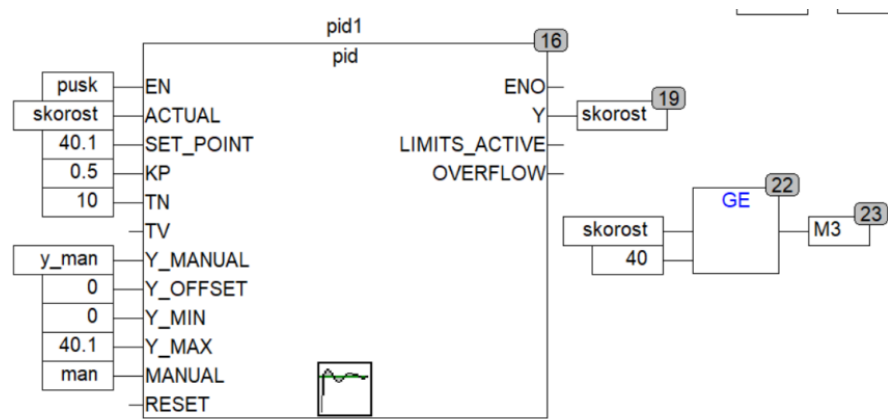 pid1
16
pid
pusk EN ENO
skorost ACTUAL Y skorost 19
40.1 SET_POINT LIMITS_ACTIVE
0.5 KP OVERFLOW
10 TN
TV
y_man Y_MANUAL
0 Y_OFFSET
0 Y_MIN
40.1 Y_MAX
man MANUAL
RESET
22
GE
23
skorost M3
40